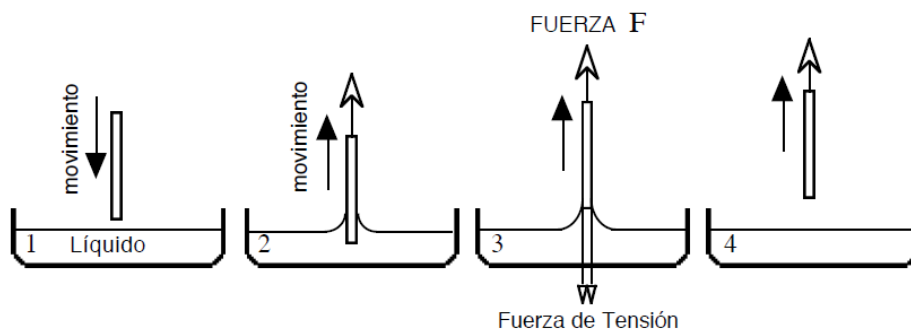 FUERZA F
movimiento
movimiento
1 Líquido
2
3
4
Fuerza de Tensión